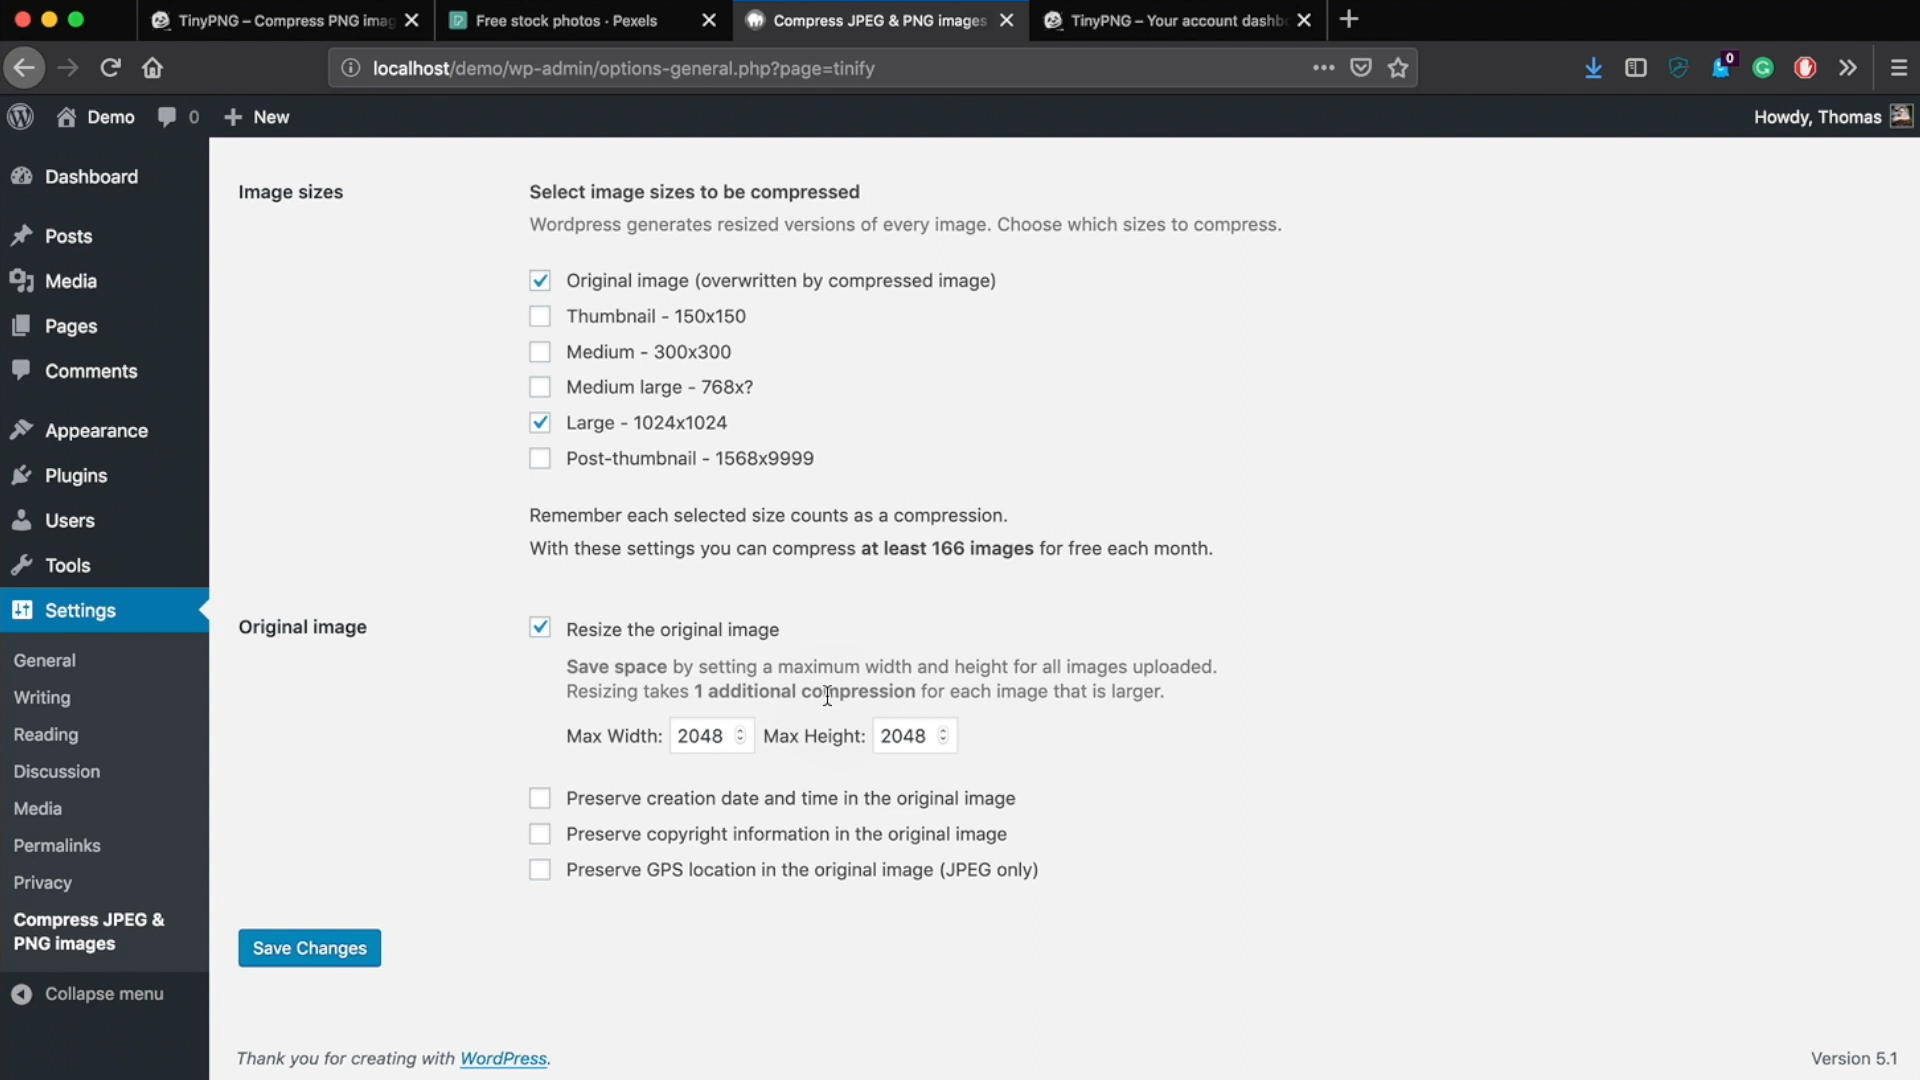 TinyPNG – Compress PNG imag
Free stock photos · Pexels
Compress JPEG & PNG images
TinyPNG – Your account dashb
localhost/demo/wp-admin/options-general.php?page=tinify
0
Demo
0
New
Howdy, Thomas
Dashboard
Posts
Media
Pages
Comments
Appearance
Plugins
Users
Tools
Settings
General
Writing
Reading
Discussion
Media
Permalinks
Privacy
Compress JPEG &
PNG images
Collapse menu
Image sizes
Select image sizes to be compressed
Wordpress generates resized versions of every image. Choose which sizes to compress.
Original image (overwritten by compressed image)
Thumbnail - 150x150
Medium - 300x300
Medium large - 768x?
Large - 1024x1024
Post-thumbnail - 1568x9999
Remember each selected size counts as a compression.
With these settings you can compress at least 166 images for free each month.
Original image
Resize the original image
Save space by setting a maximum width and height for all images uploaded.
Resizing takes 1 additional compression for each image that is larger.
Max Width: 2048 Max Height: 2048
Preserve creation date and time in the original image
Preserve copyright information in the original image
Preserve GPS location in the original image (JPEG only)
Save Changes
Thank you for creating with WordPress.
Version 5.1